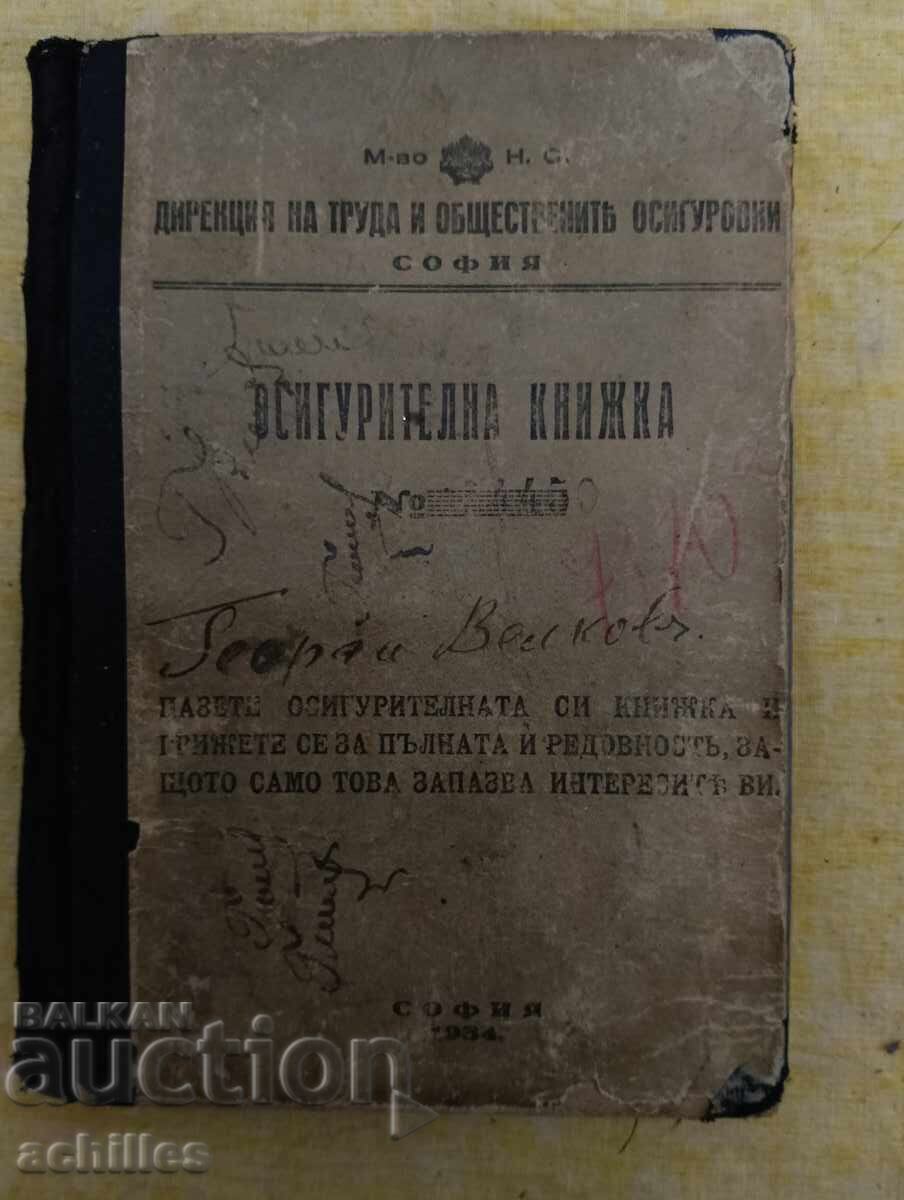 М-во Н. С.
ДИРЕКЦИЯ НА ТРУДА И ОБЩЕСТВЕНИТѢ ОСИГУРОВКИ
СОФИЯ
ОСИГУРИТЕЛНА КНИЖКА
№
Георги Велковъ.
ПАЗЕТЕ ОСИГУРИТЕЛНАТА СИ КНИЖКА И
ГРИЖЕТЕ СЕ ЗА ПЪЛНАТА Й РЕДОВНОСТЬ, ЗА-
ЩОТО САМО ТОВА ЗАПАЗВА ИНТЕРЕСИТѢ ВИ.
СОФИЯ
1934.
BALKAN
auction
achilles